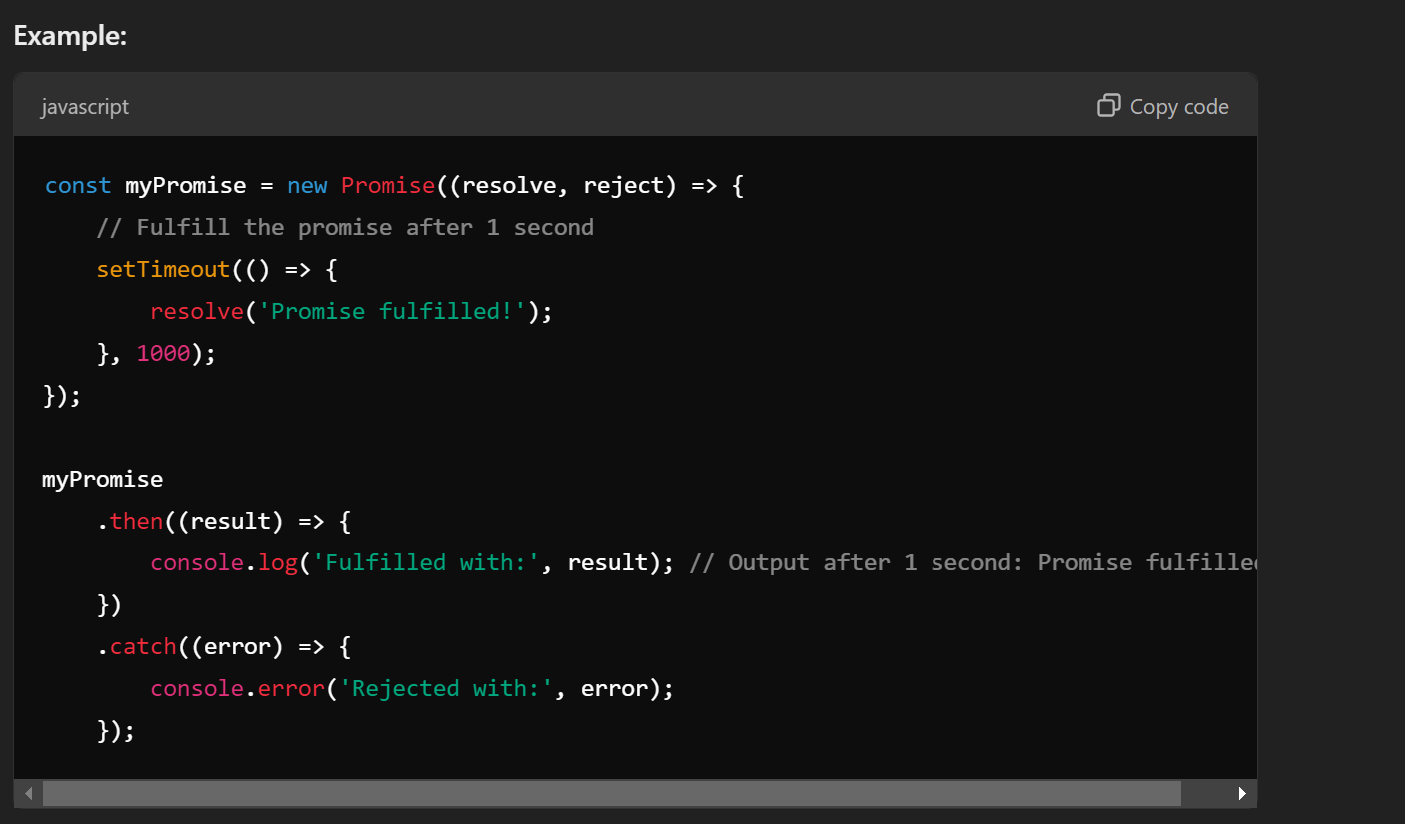 Example:
javascript
Copy code
const myPromise = new Promise((resolve, reject) => {
    // Fulfill the promise after 1 second
    setTimeout(() => {
        resolve('Promise fulfilled!');
    }, 1000);
});

myPromise
    .then((result) => {
        console.log('Fulfilled with:', result); // Output after 1 second: Promise fulfilled
    })
    .catch((error) => {
        console.error('Rejected with:', error);
    });